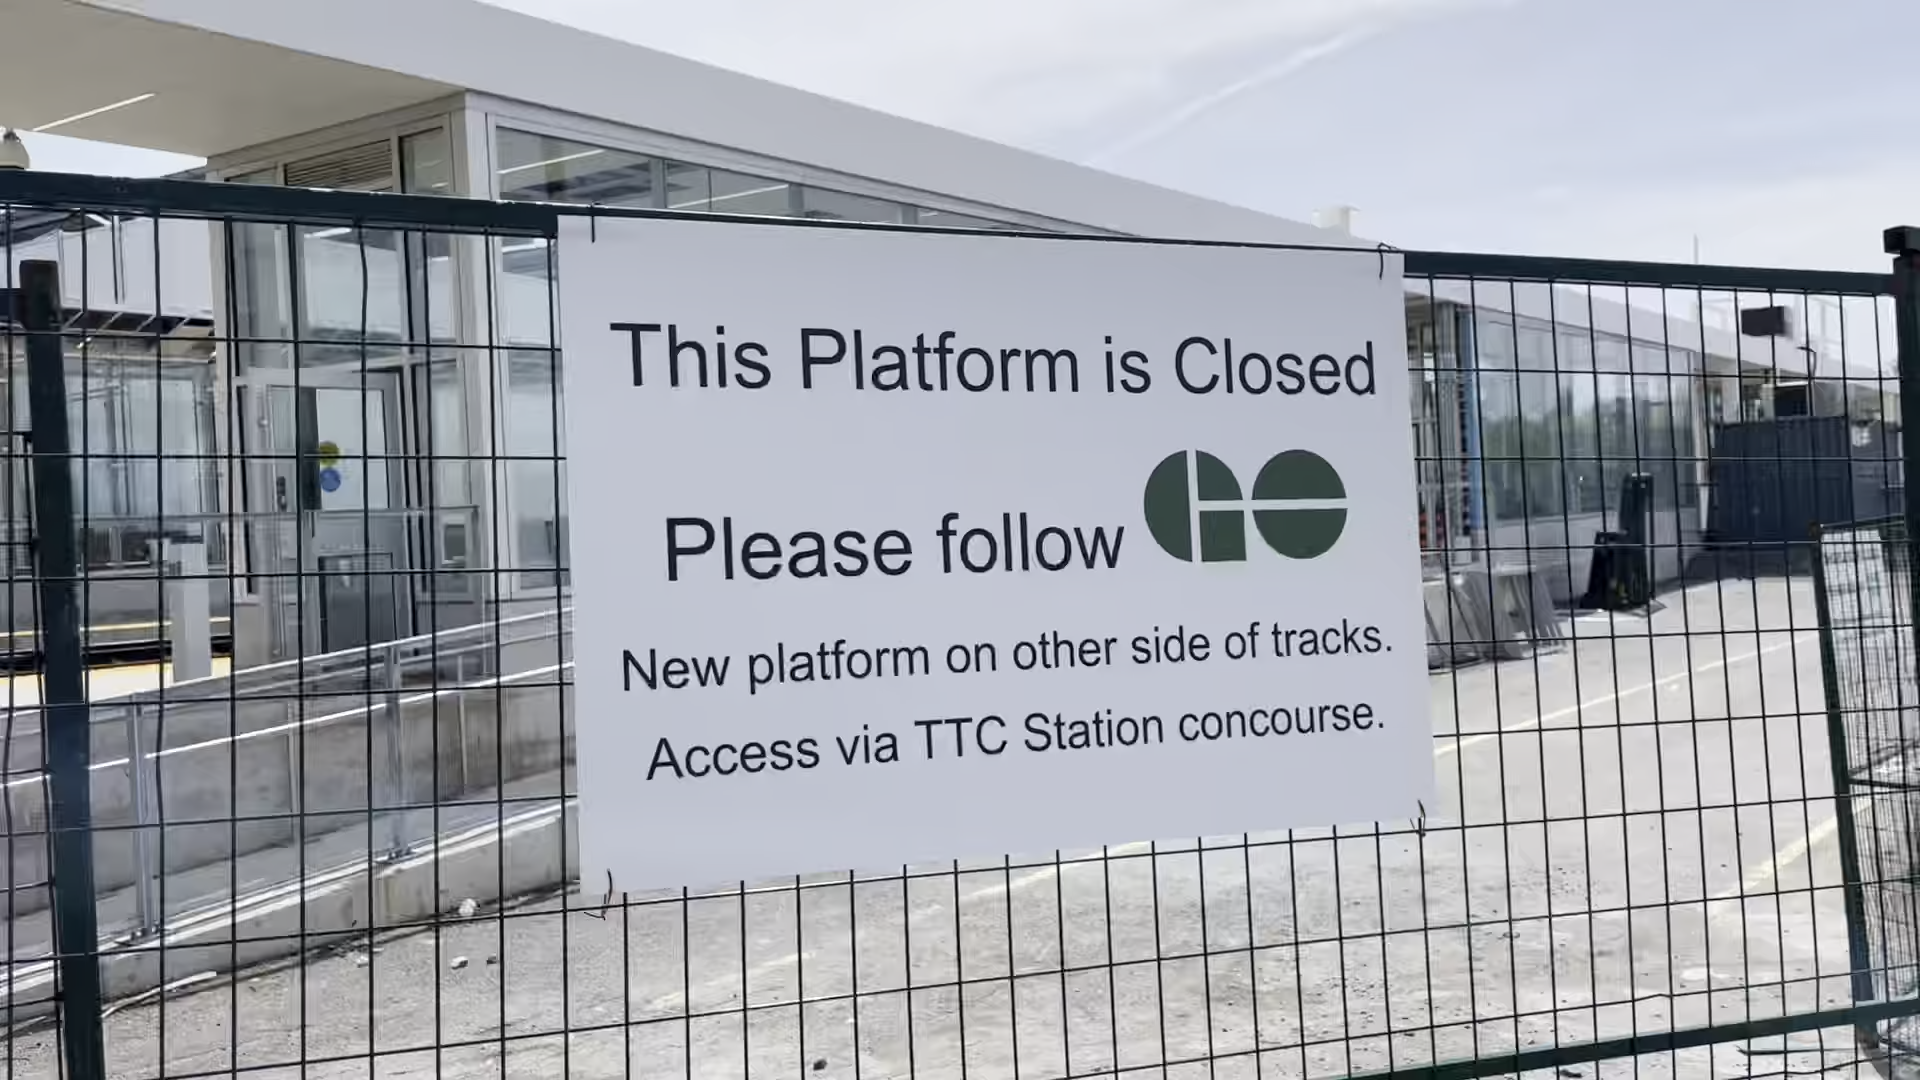 This Platform is Closed
Please follow GO
New platform on other side of tracks.
Access via TTC Station concourse.